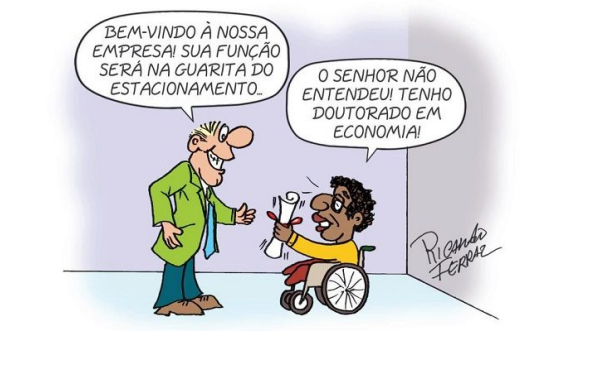 BEM-VINDO À NOSSA
EMPRESA! SUA FUNÇÃO
SERÁ NA GUARITA DO
ESTACIONAMENTO...
O SENHOR NÃO
ENTENDEU! TENHO
DOUTORADO EM
ECONOMIA!
RICARDO
FERRAZ